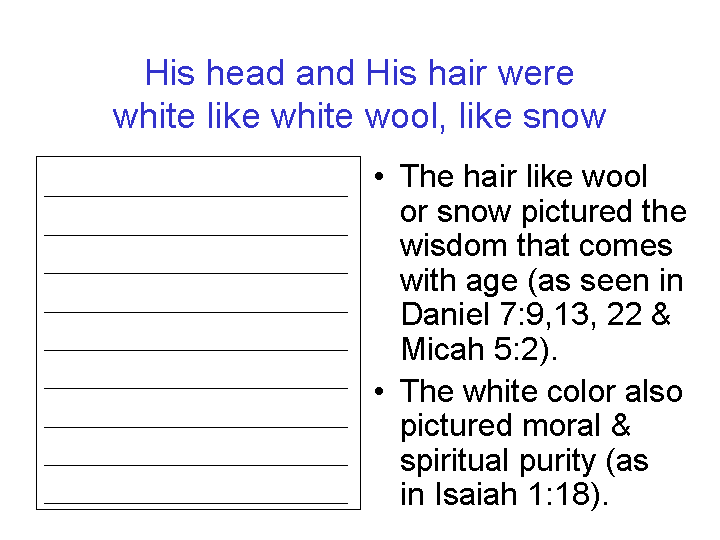 His head and His hair were
white like white wool, like snow
• The hair like wool
or snow pictured the
wisdom that comes
with age (as seen in
Daniel 7:9,13, 22 &
Micah 5:2).
• The white color also
pictured moral &
spiritual purity (as
in Isaiah 1:18).